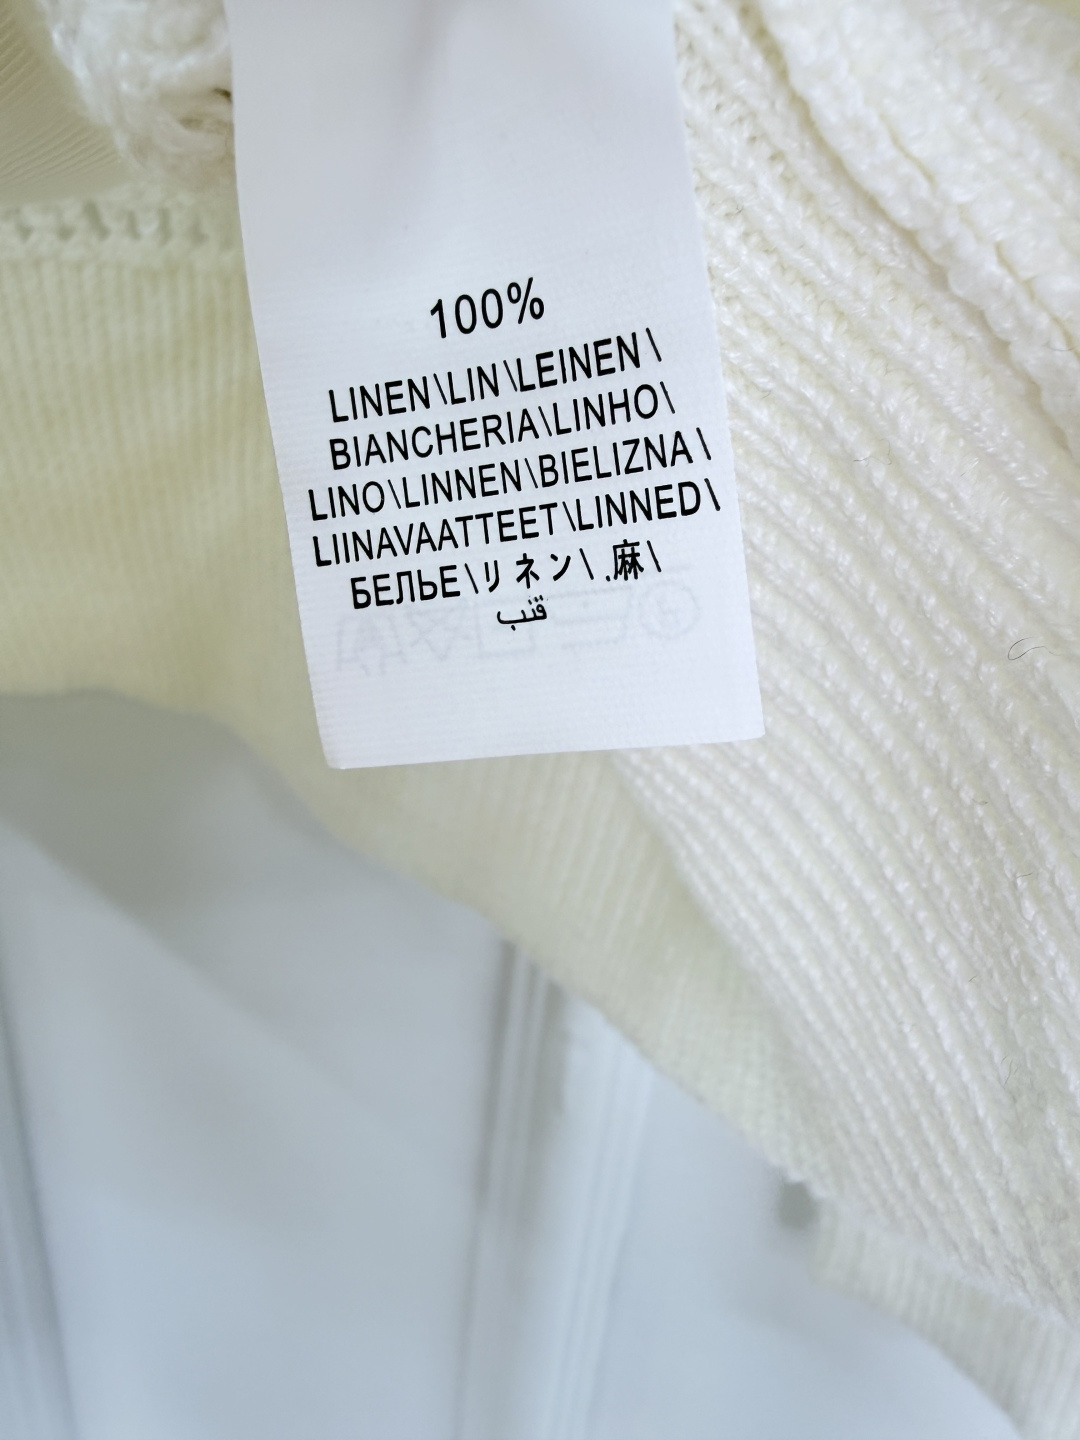 100%
LINEN\LIN\LEINEN\
BIANCHERIA\LINHO\
LINO\LINNEN\BIELIZNA\
LIINAVAATTEET\LINNED\
БЕЛЬЕ\リネン\.麻\
قنب